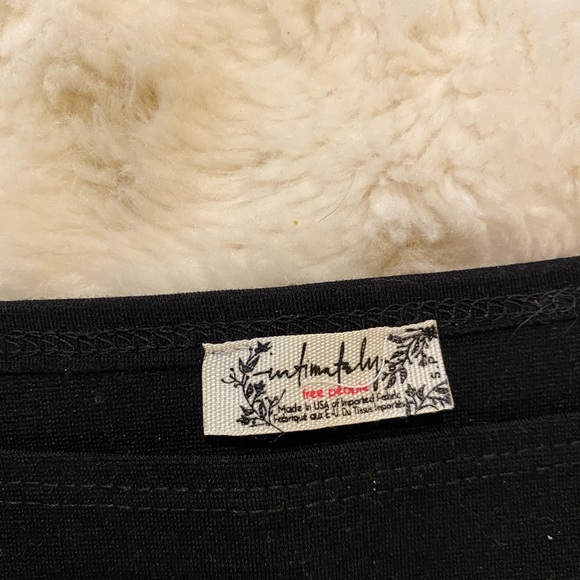 intimately
free people
Made in USA of Imported Fabric
Fabriqué aux É.-U. Du Tissus Importés
S-P